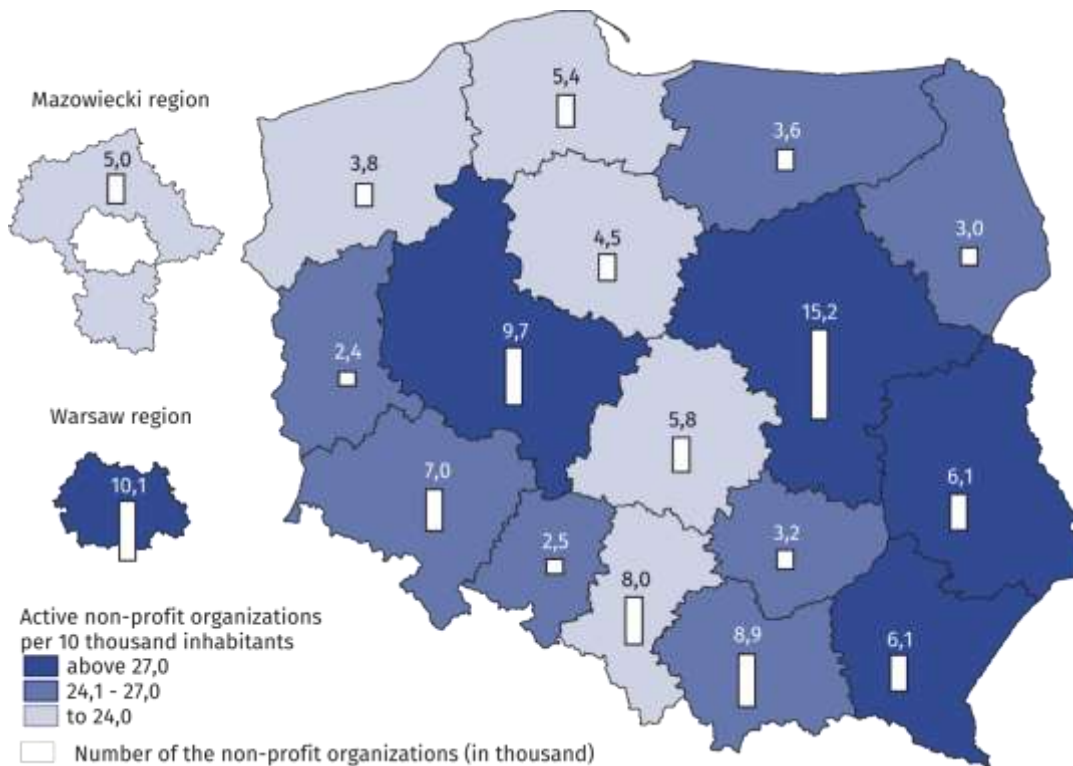 Mazowiecki region
5,0
Warsaw region
10,1
5,4
3,6
3,8
3,0
4,5
15,2
9,7
2,4
5,8
7,0
6,1
2,5
3,2
8,0
8,9
6,1
Active non-profit organizations
per 10 thousand inhabitants
above 27,0
24,1 - 27,0
to 24,0
Number of the non-profit organizations (in thousand)